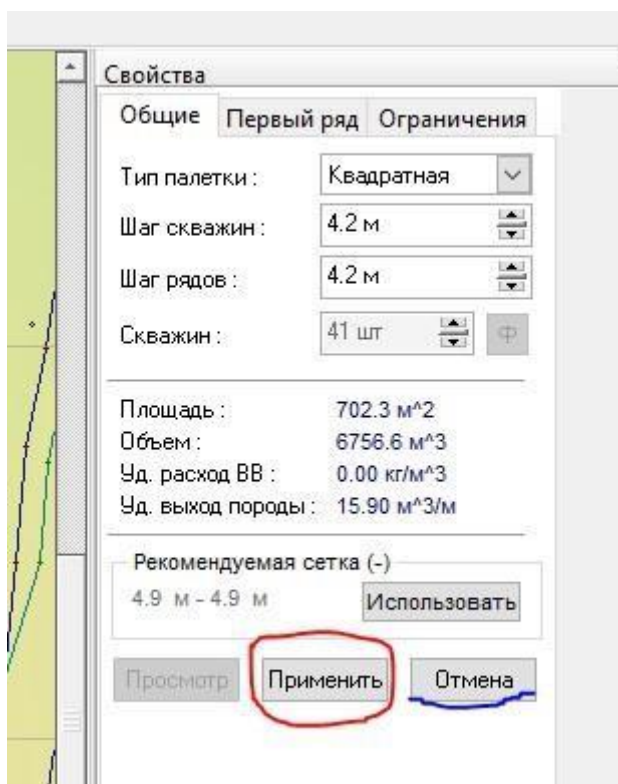 Свойства
Общие Первый ряд Ограничения
Тип палетки : Квадратная
Шаг скважин : 4.2 м
Шаг рядов : 4.2 м
Скважин : 41 шт Ф
Площадь : 702.3 м^2
Объем : 6756.6 м^3
Уд. расход ВВ : 0.00 кг/м^3
Уд. выход породы : 15.90 м^3/м
Рекомендуемая сетка (-)
4.9 м - 4.9 м Использовать
Просмотр Применить Отмена